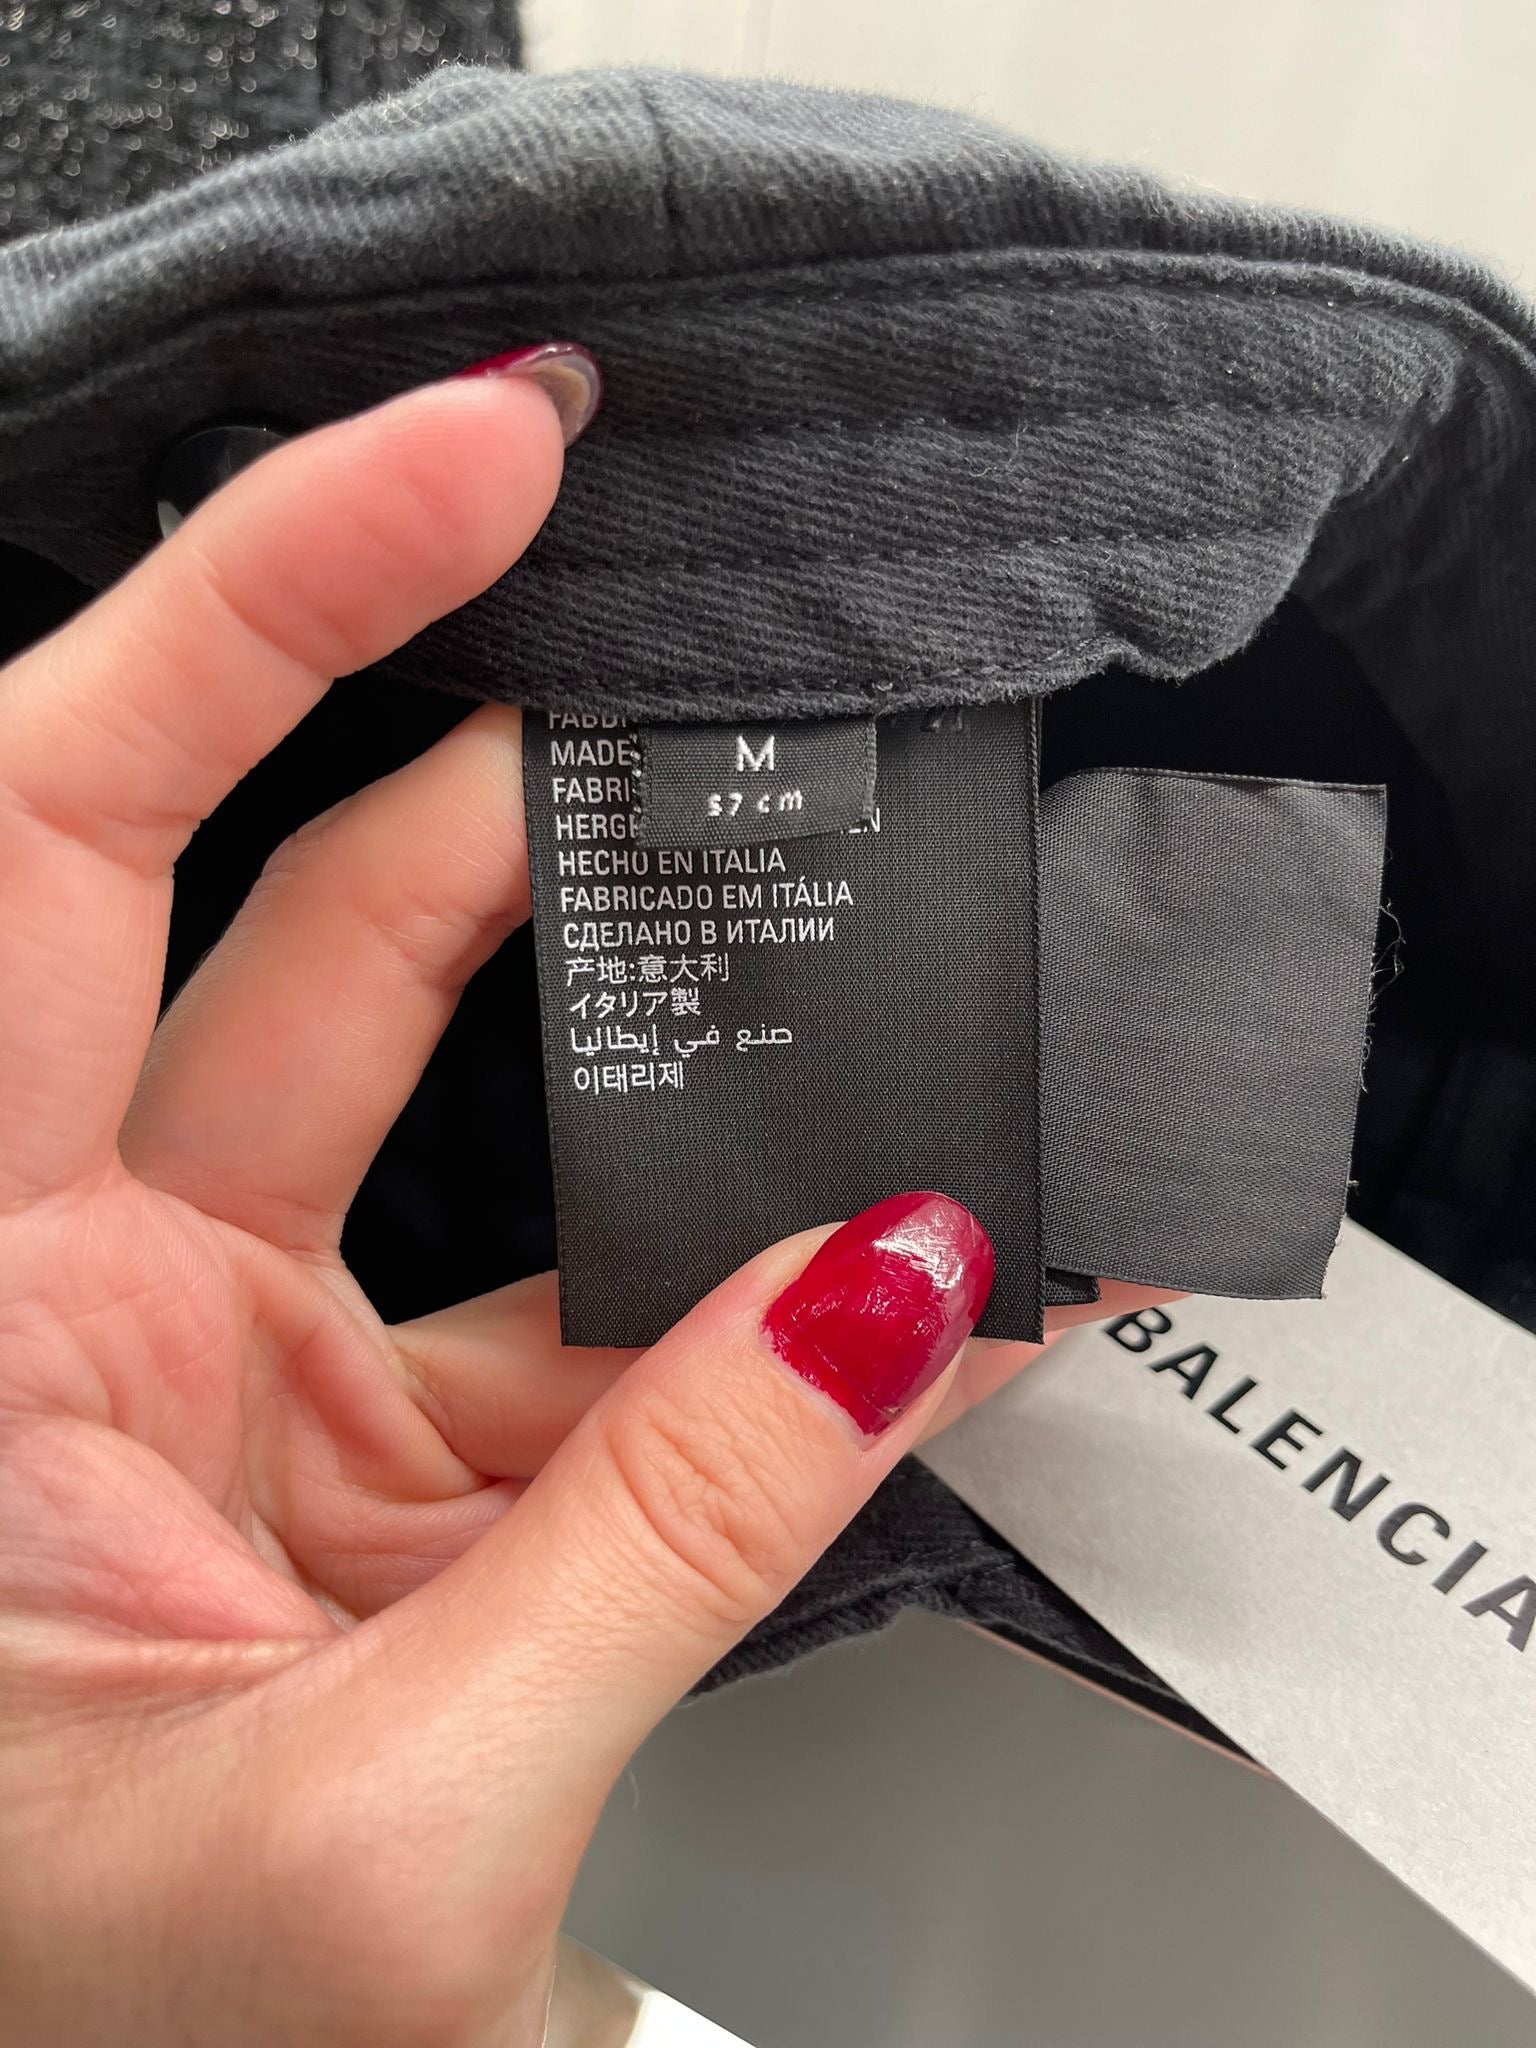 M
57 cm
MADE
FABRI
HERGE
HECHO EN ITALIA
FABRICADO EM ITÁLIA
СДЕЛАНО В ИТАЛИИ
产地:意大利
イタリア製
صنع في إيطاليا
이태리제
BALENCIA